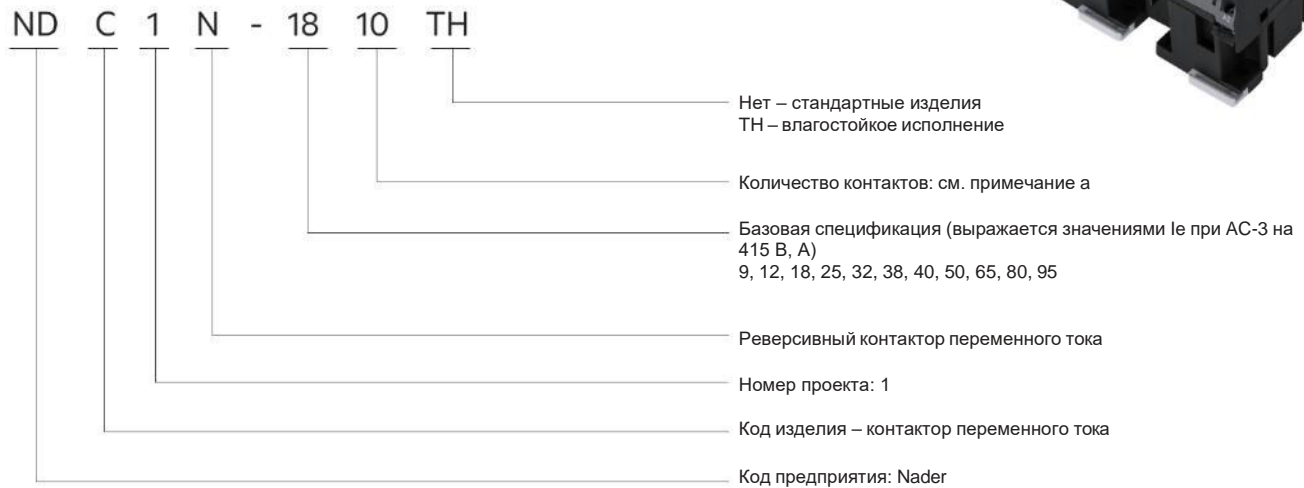 ND C 1 N - 18 10 TH
Нет – стандартные изделия
TH – влагостойкое исполнение
Количество контактов: см. примечание а
Базовая спецификация (выражается значениями Ie при AC-3 на
415 В, А)
9, 12, 18, 25, 32, 38, 40, 50, 65, 80, 95
Реверсивный контактор переменного тока
Номер проекта: 1
Код изделия – контактор переменного тока
Код предприятия: Nader